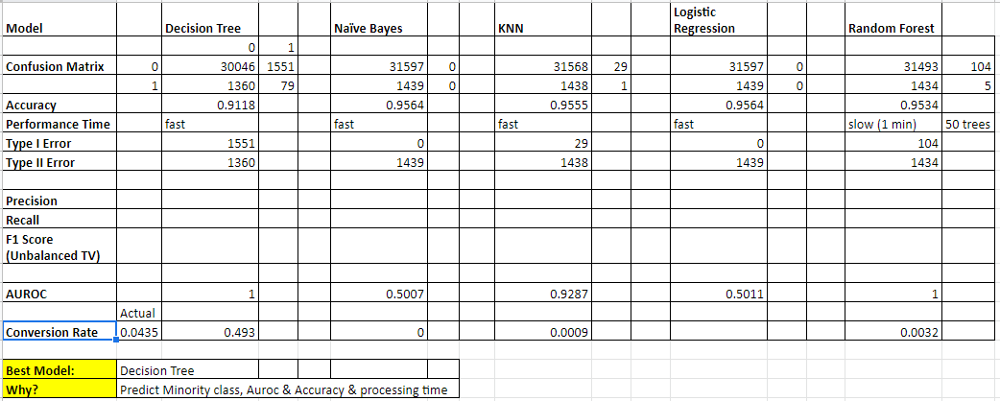 Model Decision Tree Naïve Bayes KNN Logistic Regression Random Forest
0 1
Confusion Matrix 0 30046 1551 31597 0 31568 29 31597 0 31493 104
1 1360 79 1439 0 1438 1 1439 0 1434 5
Accuracy 0.9118 0.9564 0.9555 0.9564 0.9534
Performance Time fast fast fast fast slow (1 min) 50 trees
Type I Error 1551 0 29 0 104
Type II Error 1360 1439 1438 1439 1434
Precision
Recall
F1 Score
(Unbalanced TV)
AUROC 1 0.5007 0.9287 0.5011 1
Actual
Conversion Rate 0.0435 0.493 0 0.0009 0.0032
Best Model: Decision Tree
Why? Predict Minority class, Auroc & Accuracy & processing time